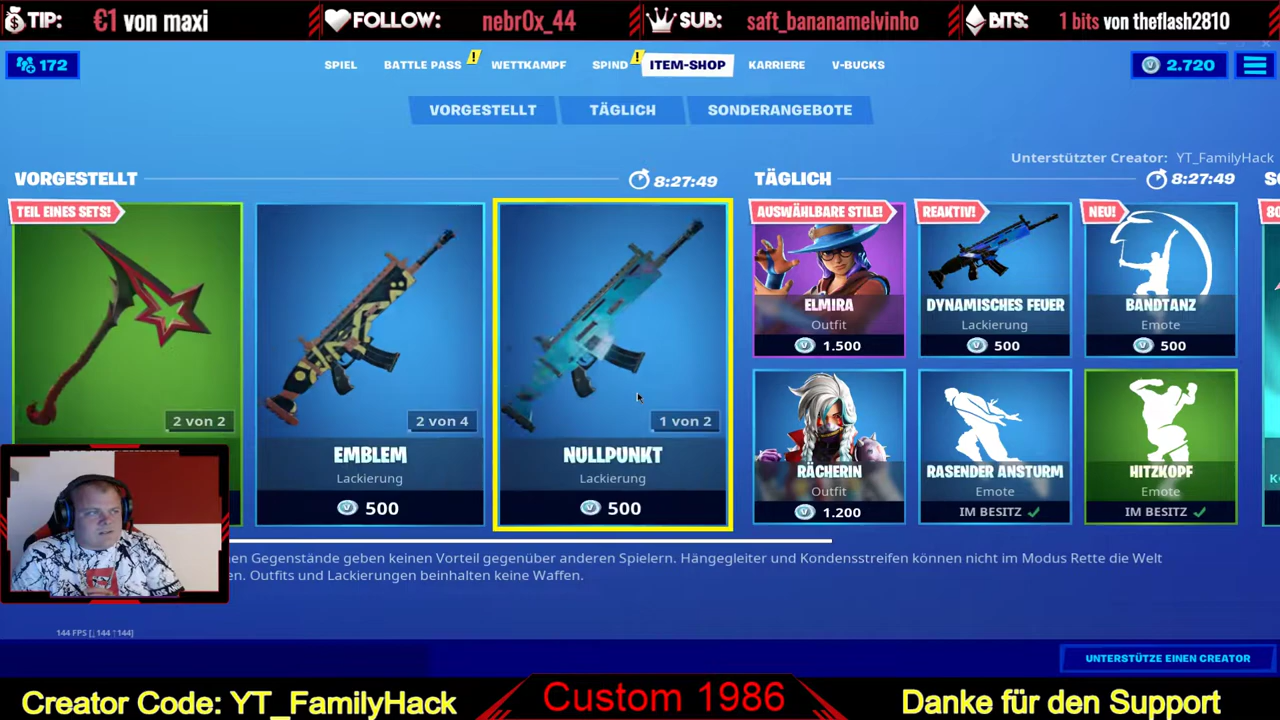 TIP: €1 von maxi
FOLLOW: nebr0x_44
SUB: saft_bananamelvinho
BITS: 1 bits von theflash2810
172
SPIEL
BATTLE PASS
WETTKAMPF
SPIND
ITEM-SHOP
KARRIERE
V-BUCKS
2.720
VORGESTELLT
TÄGLICH
SONDERANGEBOTE
Unterstützter Creator: YT_FamilyHack
VORGESTELLT 8:27:49
TÄGLICH 8:27:49
TEIL EINES SETS!
2 von 2
2 von 4
EMBLEM
Lackierung
500
1 von 2
NULLPUNKT
Lackierung
500
AUSWÄHLBARE STILE!
ELMIRA
Outfit
1.500
REAKTIV!
DYNAMISCHES FEUER
Lackierung
500
NEU!
BANDTANZ
Emote
500
RÄCHERIN
Outfit
1.200
RASENDER ANSTURM
Emote
IM BESITZ
HITZKOPF
Emote
IM BESITZ
Gegenstände geben keinen Vorteil gegenüber anderen Spielern. Hängegleiter und Kondensstreifen können nicht im Modus Rette die Welt
Outfits und Lackierungen beinhalten keine Waffen.
144 FPS [↓144 ↑144]
UNTERSTÜTZE EINEN CREATOR
Creator Code: YT_FamilyHack
Custom 1986
Danke für den Support